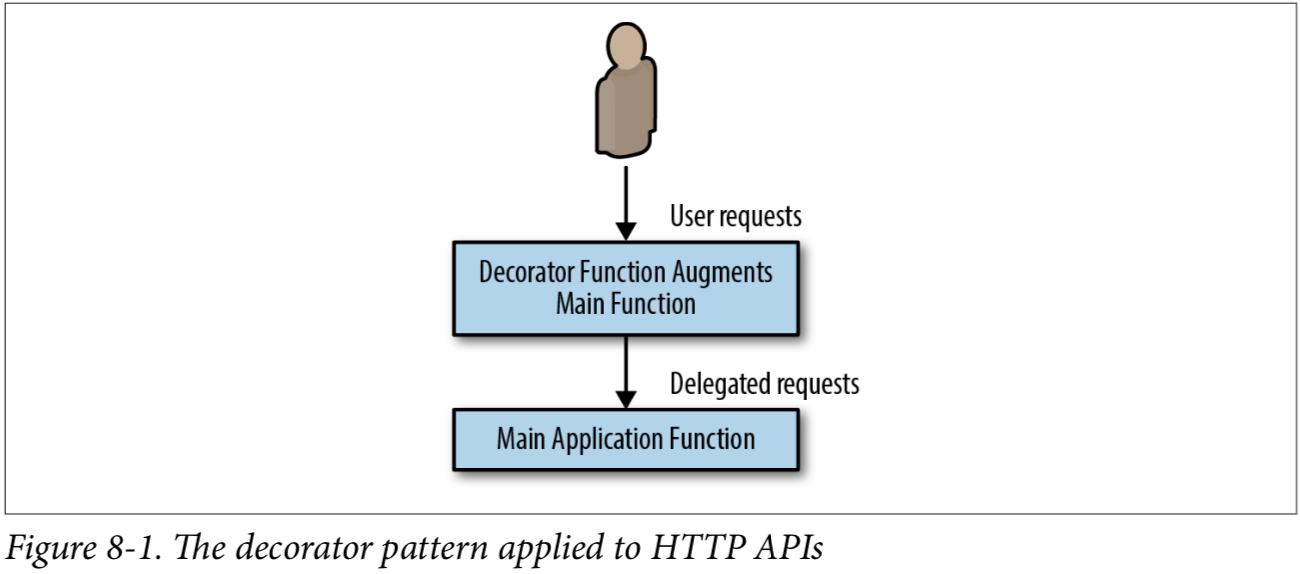 User requests
Decorator Function Augments
Main Function
Delegated requests
Main Application Function
Figure 8-1. The decorator pattern applied to HTTP APIs